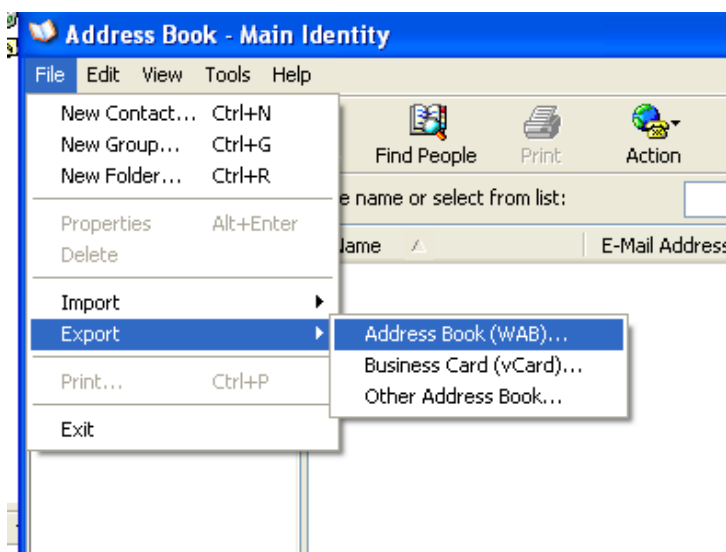 Address Book - Main Identity
File Edit View Tools Help
New Contact... Ctrl+N
New Group... Ctrl+G
New Folder... Ctrl+R
Properties Alt+Enter
Delete
Import
Export
Print... Ctrl+P
Exit
Find People Print Action
e name or select from list:
Name E-Mail Address
Address Book (WAB)...
Business Card (vCard)...
Other Address Book...